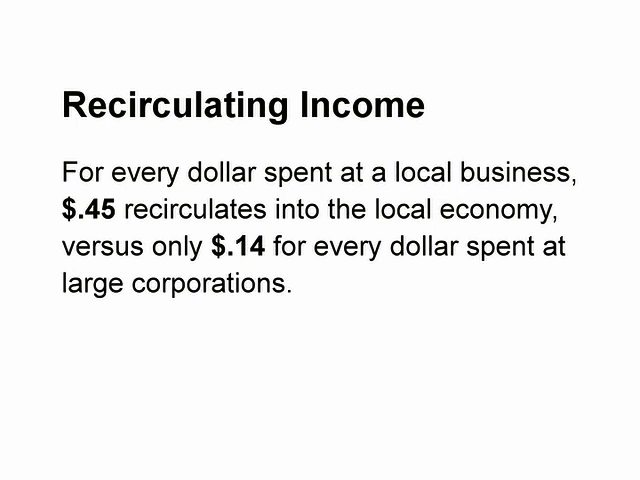 Recirculating Income
For every dollar spent at a local business,
$.45 recirculates into the local economy,
versus only $.14 for every dollar spent at
large corporations.